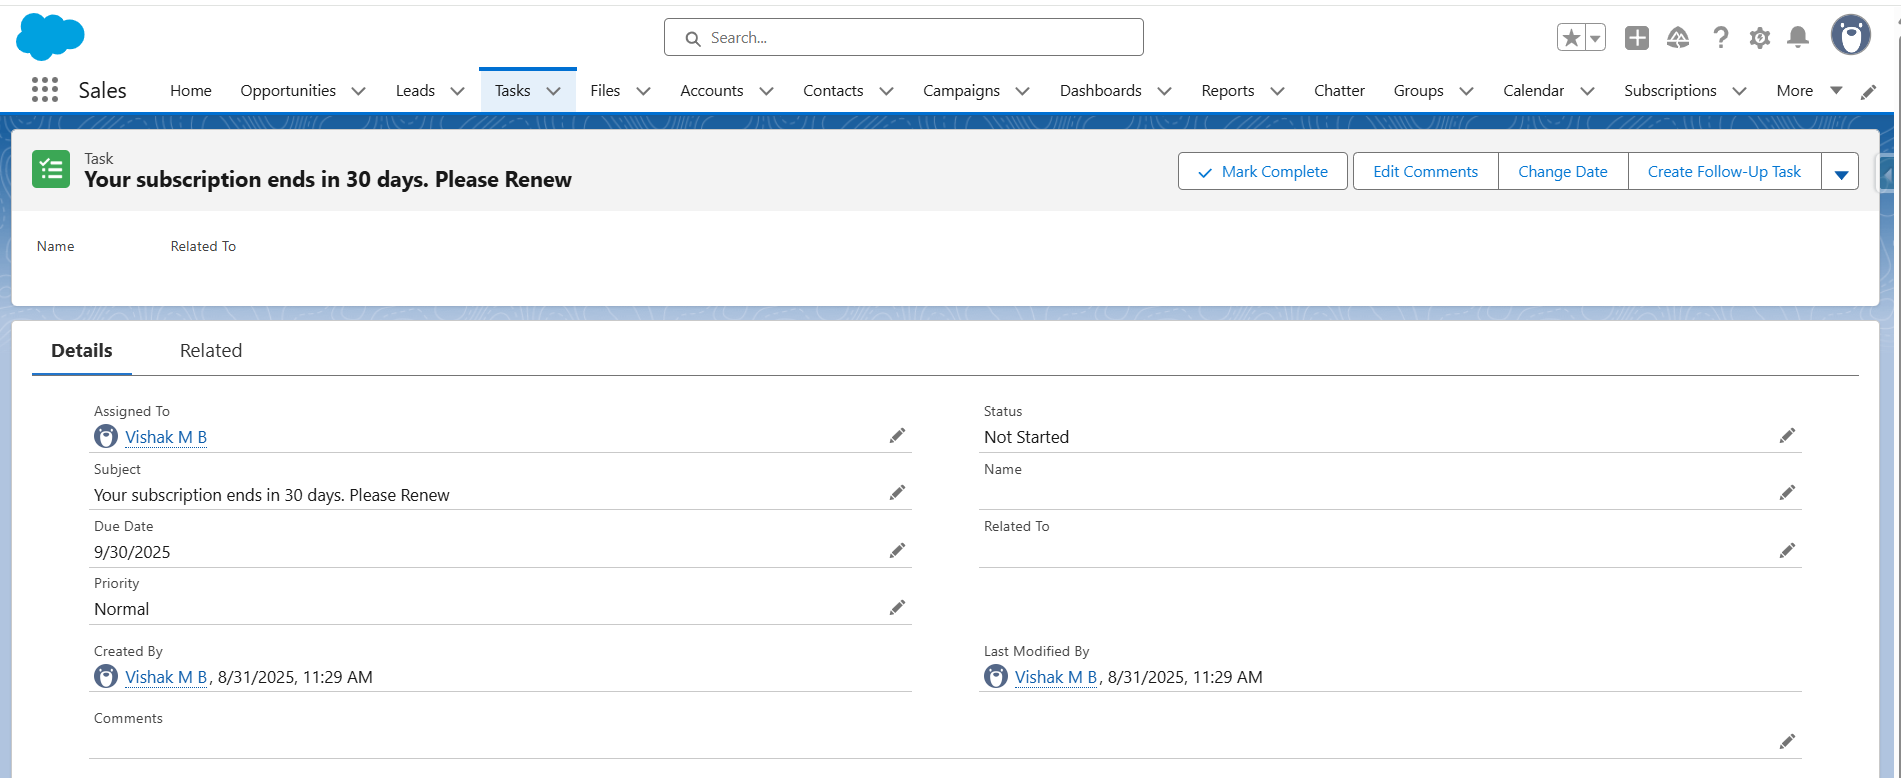 Search...
Sales Home Opportunities Leads Tasks Files Accounts Contacts Campaigns Dashboards Reports Chatter Groups Calendar Subscriptions More
Task
Your subscription ends in 30 days. Please Renew
Mark Complete Edit Comments Change Date Create Follow-Up Task
Name Related To
Details Related
Assigned To Status
Vishak M B Not Started
Subject Name
Your subscription ends in 30 days. Please Renew
Due Date Related To
9/30/2025
Priority
Normal
Created By Last Modified By
Vishak M B, 8/31/2025, 11:29 AM Vishak M B, 8/31/2025, 11:29 AM
Comments